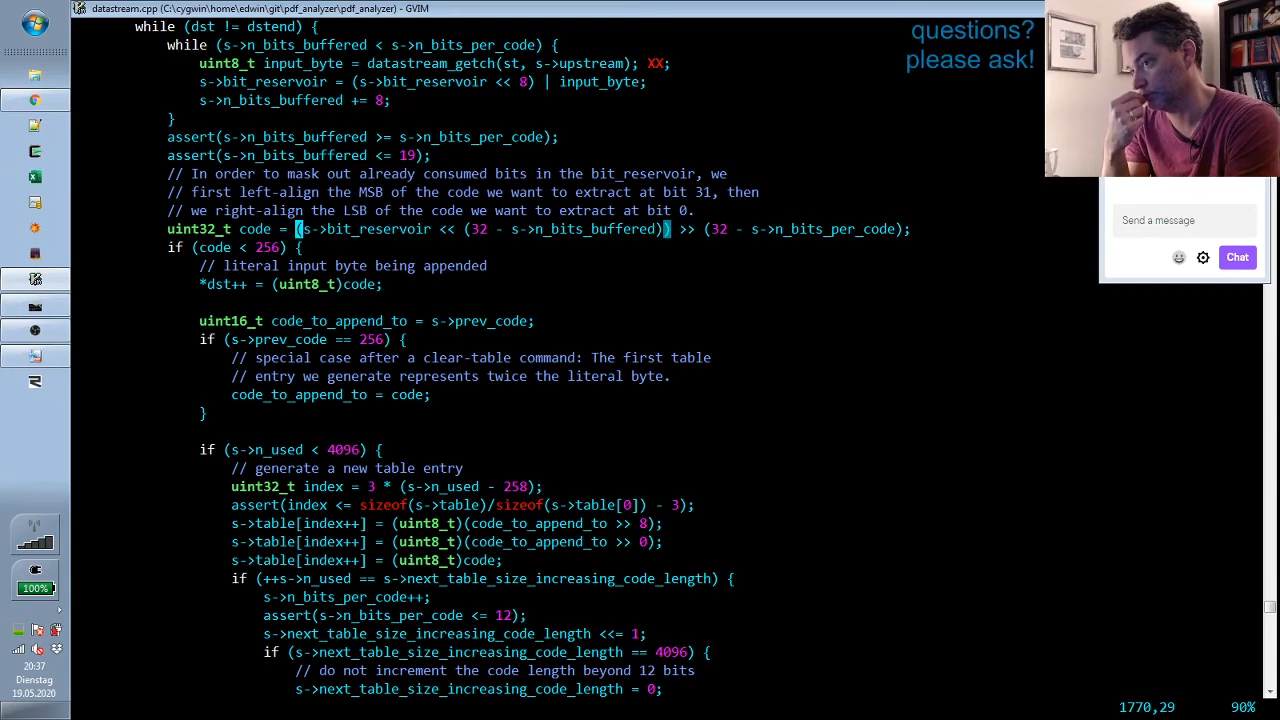 datastream.cpp (C:\cygwin\home\edwin\git\pdf_analyzer\pdf_analyzer) - GVIM
while (dst != dstend) {
while (s->n_bits_buffered < s->n_bits_per_code) {
uint8_t input_byte = datastream_getch(st, s->upstream); XX;
s->bit_reservoir = (s->bit_reservoir << 8) | input_byte;
s->n_bits_buffered += 8;
}
assert(s->n_bits_buffered >= s->n_bits_per_code);
assert(s->n_bits_buffered <= 19);
// In order to mask out already consumed bits in the bit_reservoir, we
// first left-align the MSB of the code we want to extract at bit 31, then
// we right-align the LSB of the code we want to extract at bit 0.
uint32_t code = (s->bit_reservoir << (32 - s->n_bits_buffered)) >> (32 - s->n_bits_per_code);
if (code < 256) {
// literal input byte being appended
*dst++ = (uint8_t)code;
uint16_t code_to_append_to = s->prev_code;
if (s->prev_code == 256) {
// special case after a clear-table command: The first table
// entry we generate represents twice the literal byte.
code_to_append_to = code;
}
if (s->n_used < 4096) {
// generate a new table entry
uint32_t index = 3 * (s->n_used - 258);
assert(index <= sizeof(s->table)/sizeof(s->table[0]) - 3);
s->table[index++] = (uint8_t)(code_to_append_to >> 8);
s->table[index++] = (uint8_t)(code_to_append_to >> 0);
s->table[index++] = (uint8_t)code;
if (++s->n_used == s->next_table_size_increasing_code_length) {
s->n_bits_per_code++;
assert(s->n_bits_per_code <= 12);
s->next_table_size_increasing_code_length <<= 1;
if (s->next_table_size_increasing_code_length == 4096) {
// do not increment the code length beyond 12 bits
s->next_table_size_increasing_code_length = 0;
1770,29 90%
questions?
please ask!
Send a message
Chat
100%
20:37
Dienstag
19.05.2020